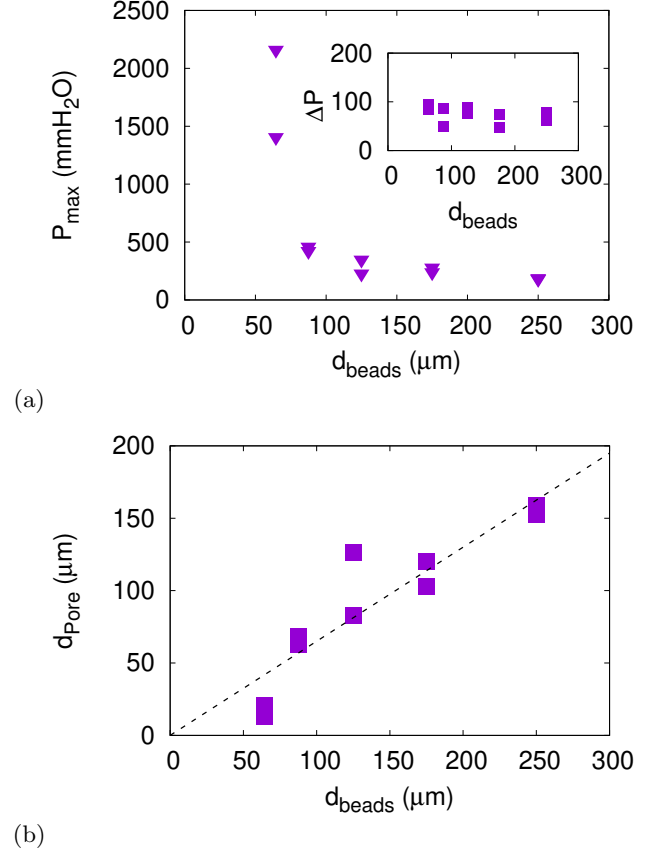 2500
2000
1500
1000
500
0
P_max (mmH_2O)
0 50 100 150 200 250 300
d_beads (μm)
200
100
0
ΔP
0 100 200 300
d_beads
(a)
200
150
100
50
0
d_Pore (μm)
0 50 100 150 200 250 300
d_beads (μm)
(b)